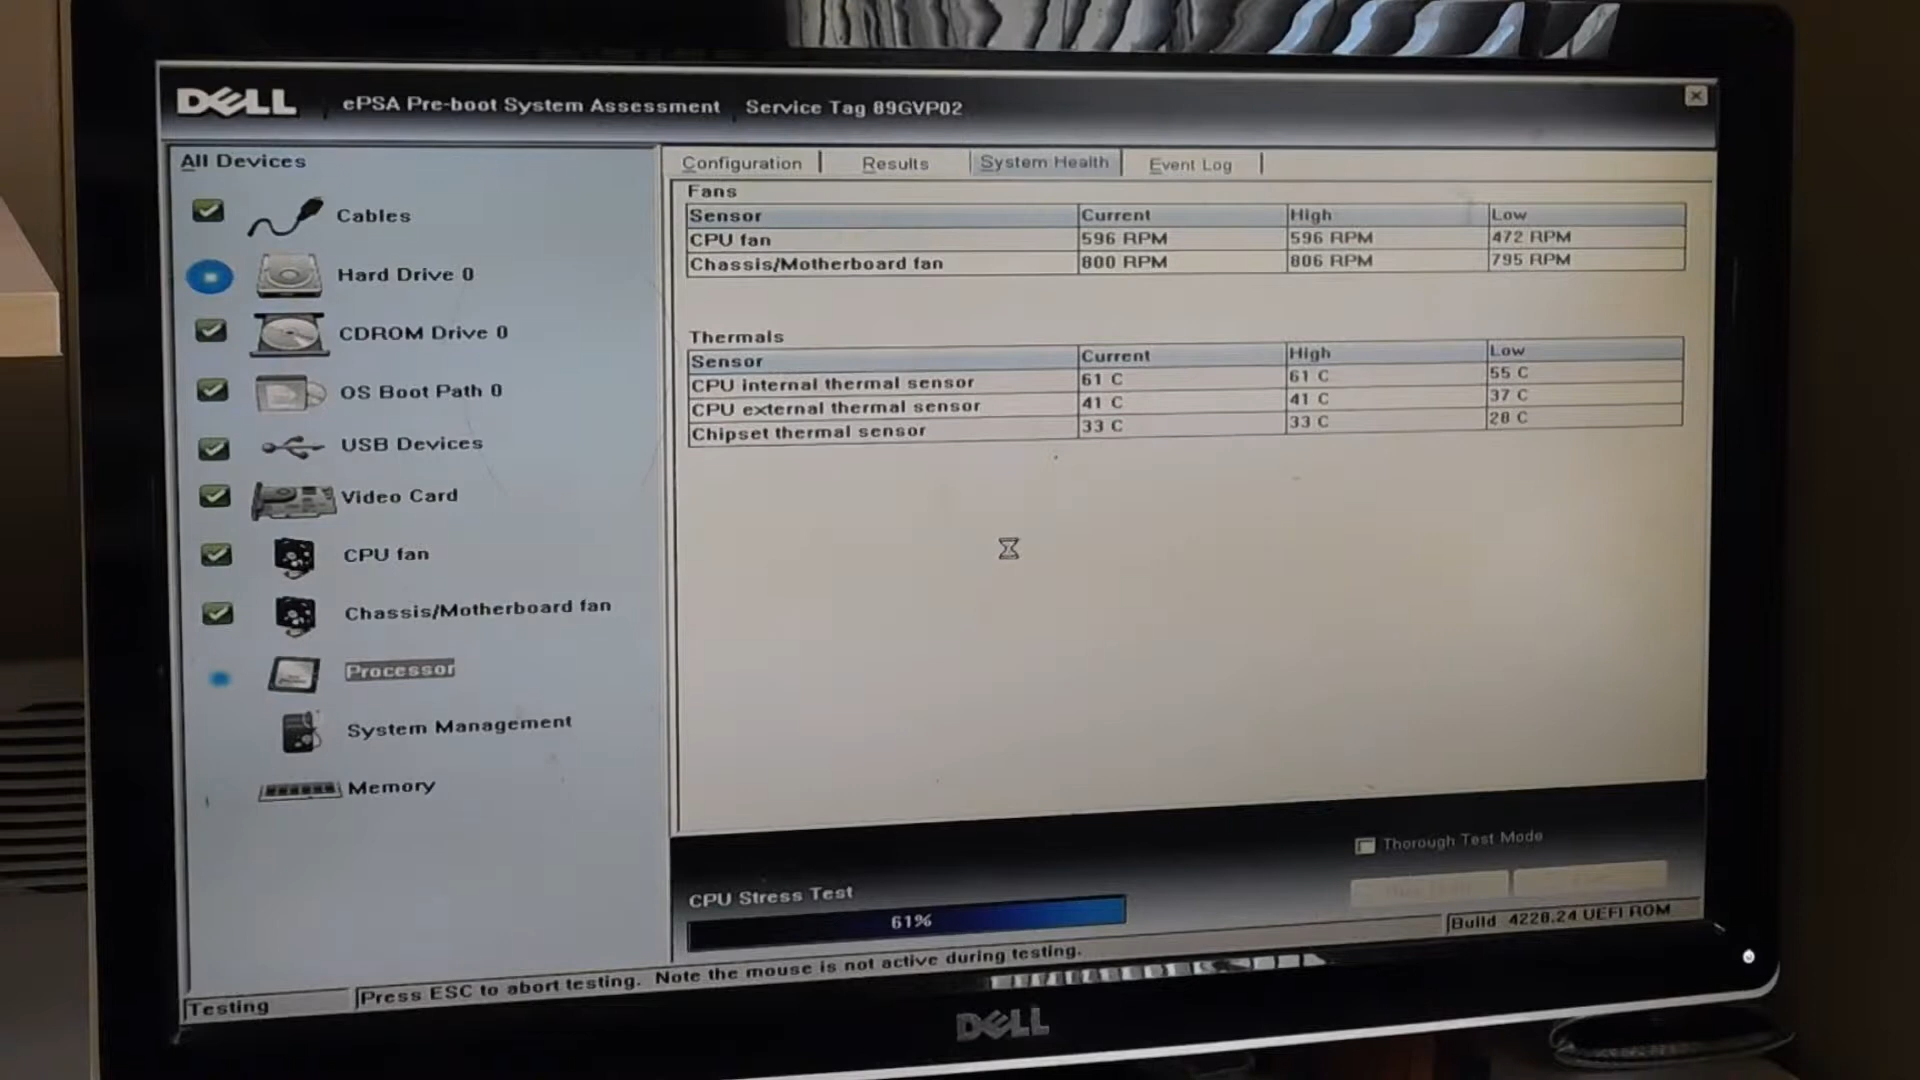 DELL ePSA Pre-boot System Assessment Service Tag 89GVP02
All Devices
Cables
Hard Drive 0
CDROM Drive 0
OS Boot Path 0
USB Devices
Video Card
CPU fan
Chassis/Motherboard fan
Processor
System Management
Memory
Configuration Results System Health Event Log
Fans
Sensor Current High Low
CPU fan 596 RPM 596 RPM 472 RPM
Chassis/Motherboard fan 800 RPM 806 RPM 795 RPM
Thermals
Sensor Current High Low
CPU internal thermal sensor 61 C 61 C 55 C
CPU external thermal sensor 41 C 41 C 37 C
Chipset thermal sensor 33 C 33 C 28 C
Thorough Test Mode
CPU Stress Test
61%
Build 4228.24 UEFI ROM
Testing Press ESC to abort testing. Note the mouse is not active during testing.
DELL